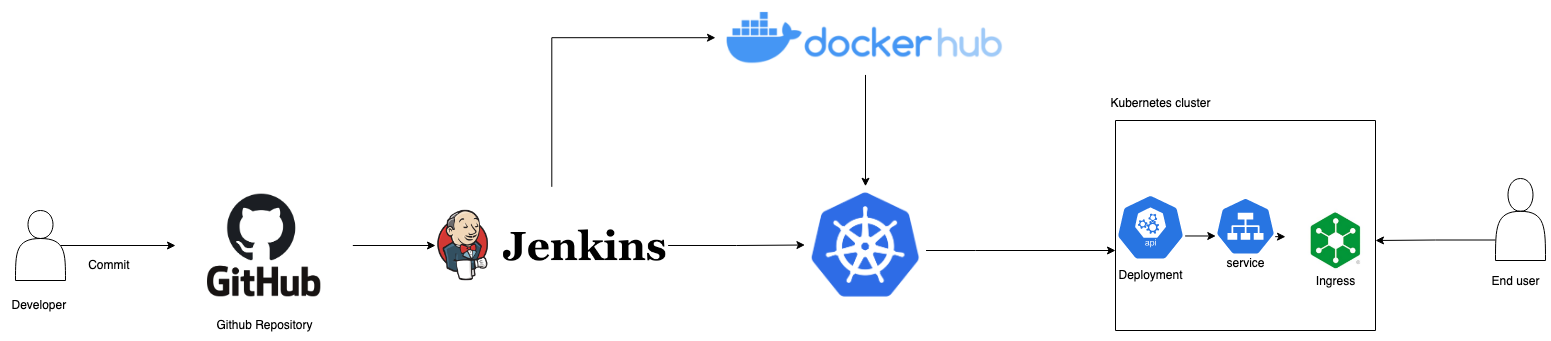 docker hub
Kubernetes cluster
Commit
Developer
GitHub
Github Repository
Jenkins
api
Deployment
service
Ingress
End user